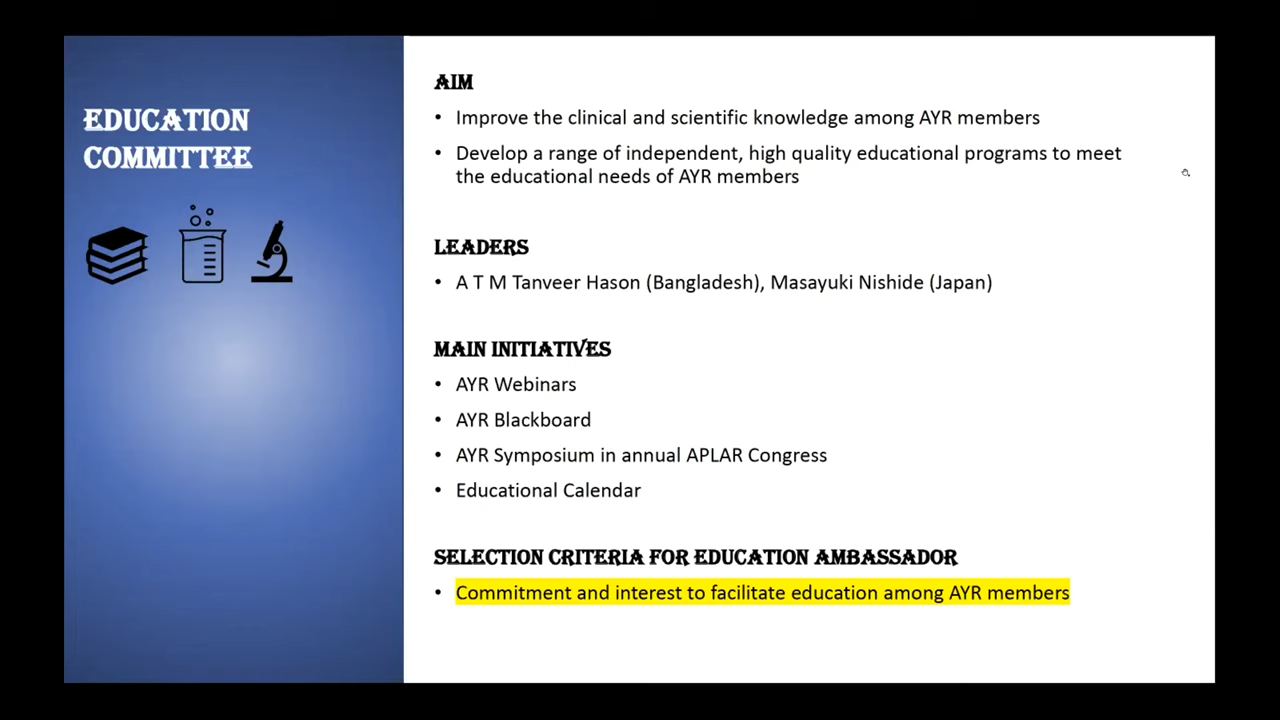 EDUCATION
COMMITTEE
AIM
• Improve the clinical and scientific knowledge among AYR members
• Develop a range of independent, high quality educational programs to meet
the educational needs of AYR members
LEADERS
• A T M Tanveer Hason (Bangladesh), Masayuki Nishide (Japan)
MAIN INITIATIVES
• AYR Webinars
• AYR Blackboard
• AYR Symposium in annual APLAR Congress
• Educational Calendar
SELECTION CRITERIA FOR EDUCATION AMBASSADOR
• Commitment and interest to facilitate education among AYR members